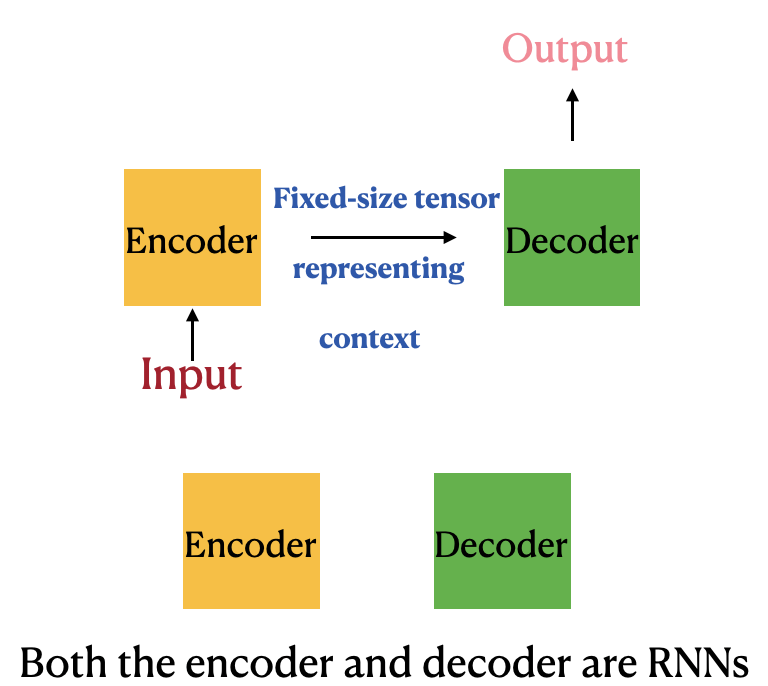 Output
Encoder
Fixed-size tensor
representing
context
Decoder
Input
Encoder
Decoder
Both the encoder and decoder are RNNs